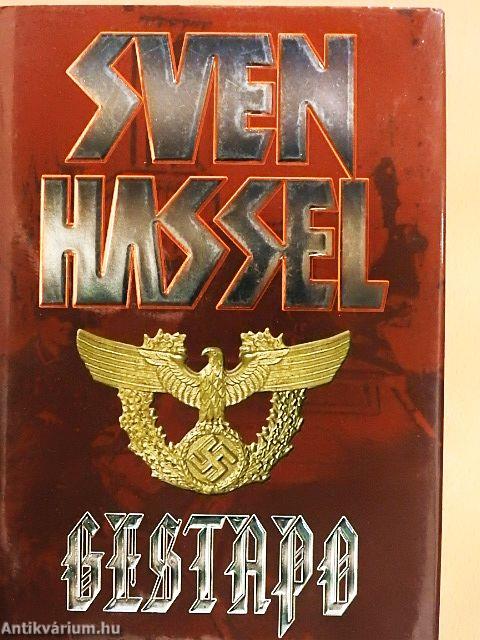 SVEN
HASSEL
GESTAPO
Antikvárium.hu